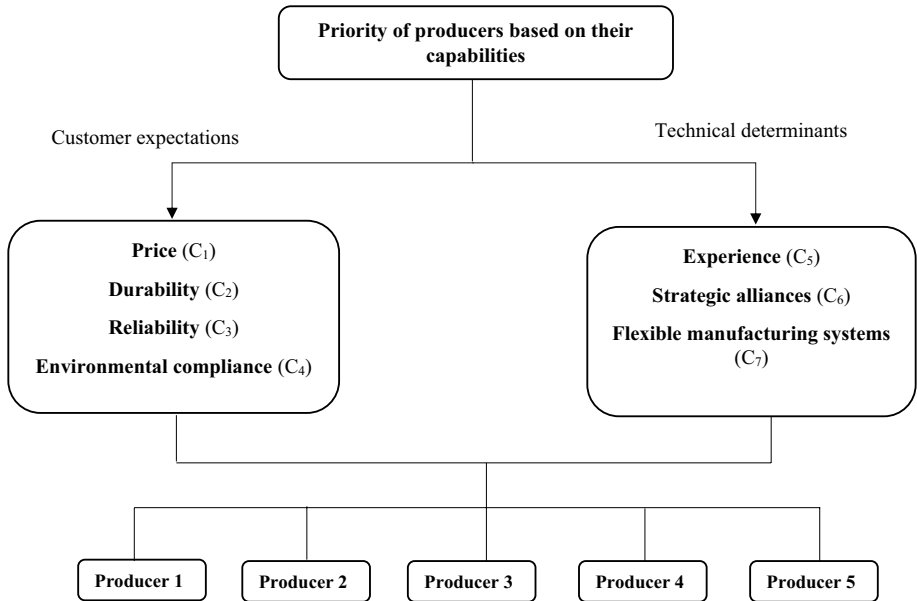 Priority of producers based on their
capabilities
Customer expectations
Technical determinants
Price (C₁)
Durability (C₂)
Reliability (C₃)
Environmental compliance (C₄)
Experience (C₅)
Strategic alliances (C₆)
Flexible manufacturing systems
(C₇)
Producer 1
Producer 2
Producer 3
Producer 4
Producer 5